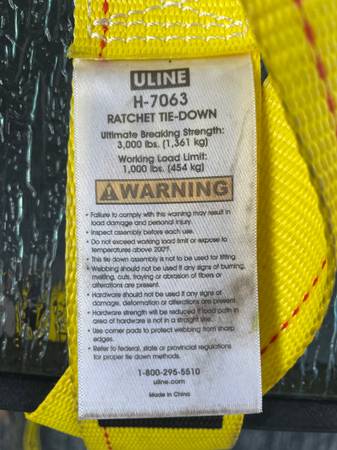 ULINE
H-7063
RATCHET TIE-DOWN
Ultimate Breaking Strength:
3,000 lbs. (1,361 kg)
Working Load Limit:
1,000 lbs. (454 kg)
WARNING
• Failure to comply with this warning may result in
load damage and personal injury.
• Inspect assembly before each use.
• Do not exceed working load limit or expose to
temperatures above 200°F.
• This tie down assembly is not to be used for lifting.
• Webbing should not be used if any signs of burning,
melting, cuts, fraying or abrasion of fibers or
alterations are present.
• Hardware should not be used if any signs of
damage, deformation or alterations are present.
• Hardware strength will be reduced if load path in
area of hardware is not in a straight line.
• Use corner pads to protect webbing from sharp
edges.
• Refer to federal, state or provincial regulations
for proper tie down methods.
1-800-295-5510
uline.com
Made in China